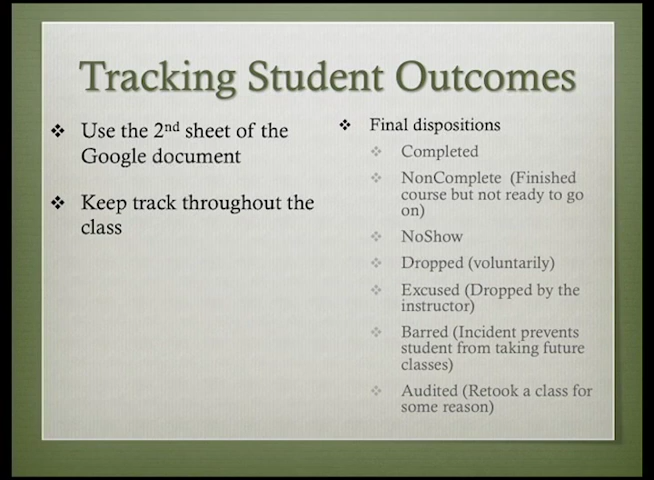 Tracking Student Outcomes
Use the 2nd sheet of the
Google document
Keep track throughout the
class
Final dispositions
Completed
NonComplete (Finished
course but not ready to go
on)
NoShow
Dropped (voluntarily)
Excused (Dropped by the
instructor)
Barred (Incident prevents
student from taking future
classes)
Audited (Retook a class for
some reason)